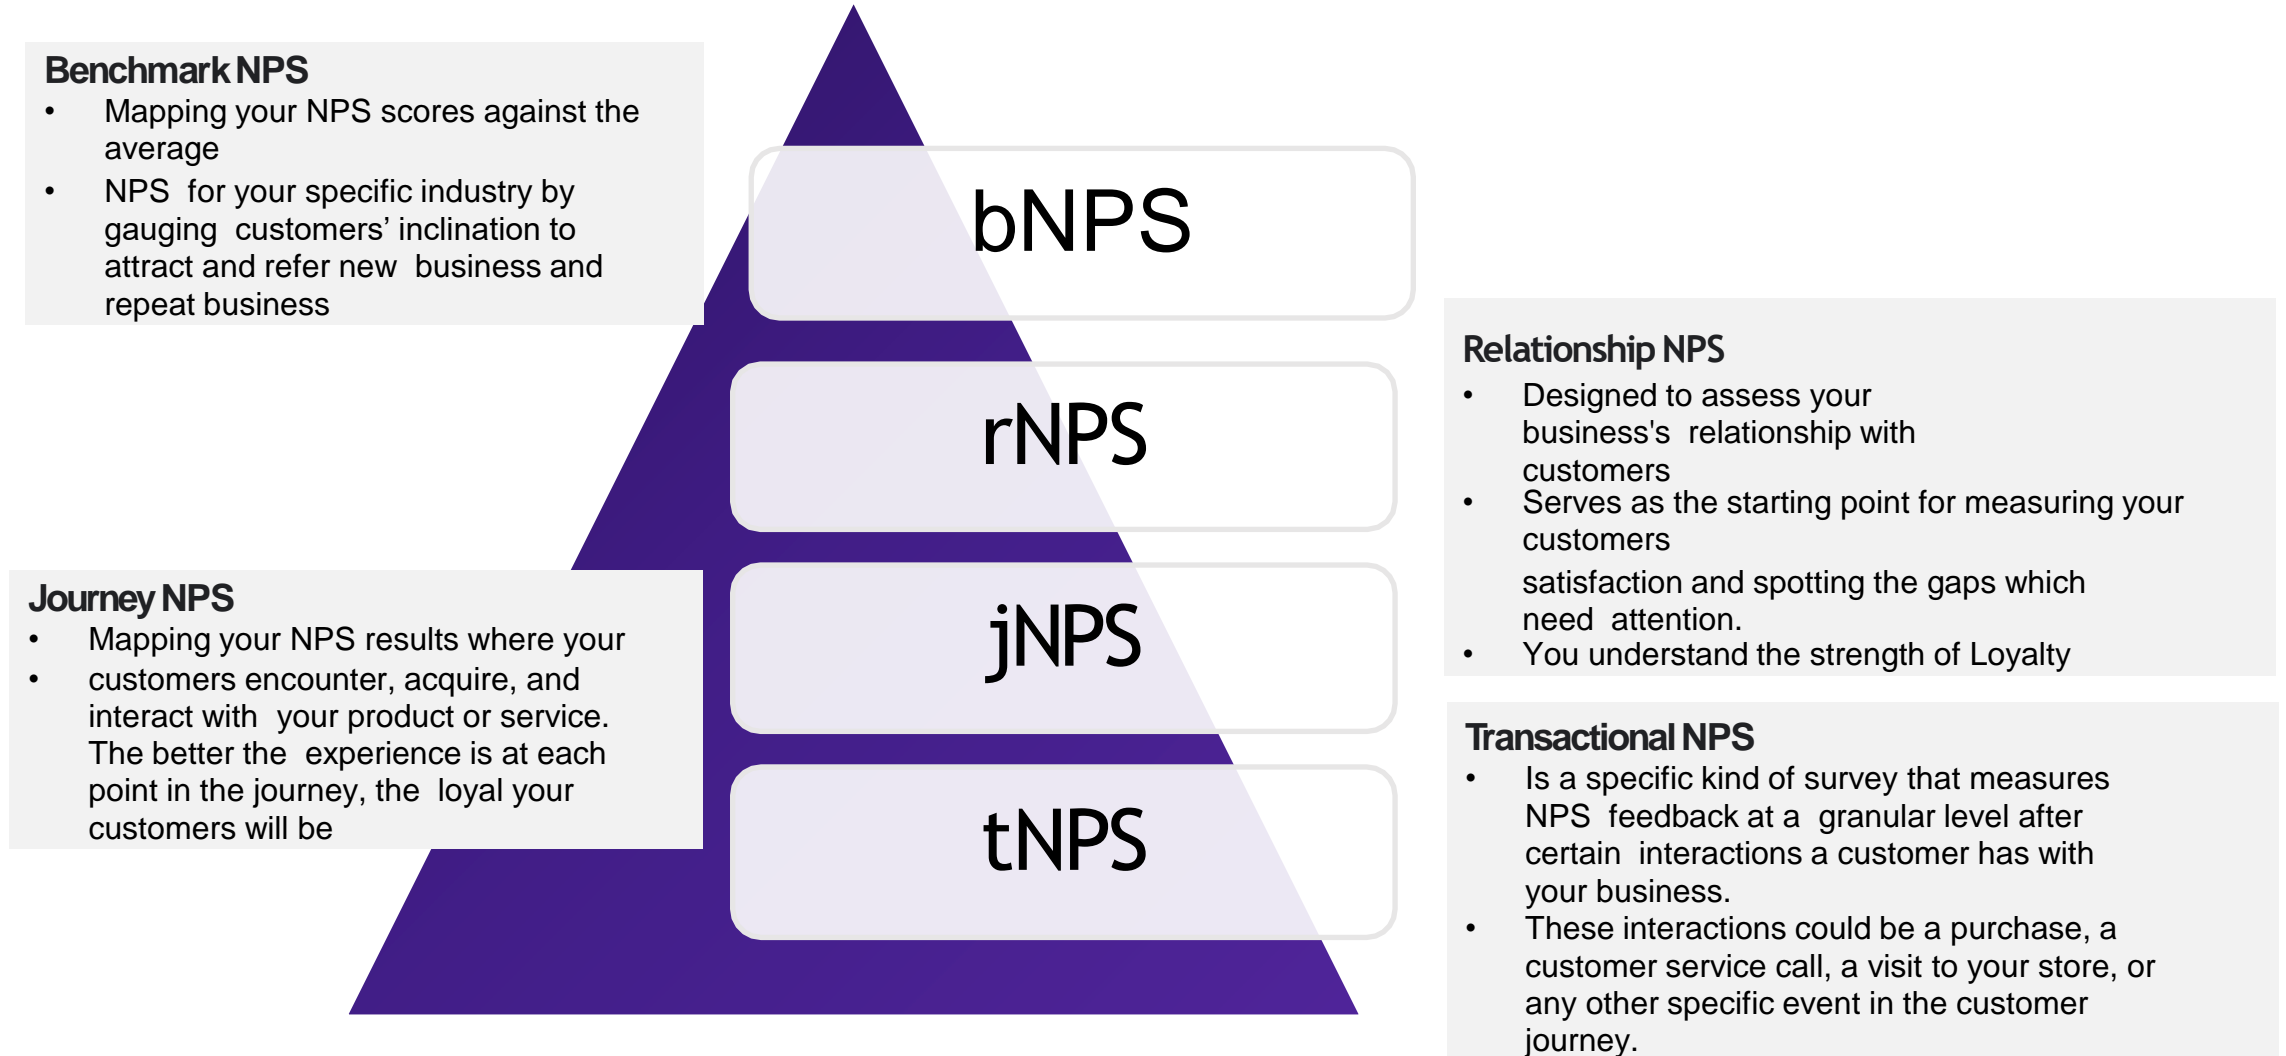 Benchmark NPS
• Mapping your NPS scores against the
average
• NPS for your specific industry by
gauging customers’ inclination to
attract and refer new business and
repeat business
bNPS
Relationship NPS
• Designed to assess your
business's relationship with
customers
• Serves as the starting point for measuring your
customers
satisfaction and spotting the gaps which
need attention.
• You understand the strength of Loyalty
rNPS
Journey NPS
• Mapping your NPS results where your
• customers encounter, acquire, and
interact with your product or service.
The better the experience is at each
point in the journey, the loyal your
customers will be
jNPS
Transactional NPS
• Is a specific kind of survey that measures
NPS feedback at a granular level after
certain interactions a customer has with
your business.
• These interactions could be a purchase, a
customer service call, a visit to your store, or
any other specific event in the customer
journey.
tNPS